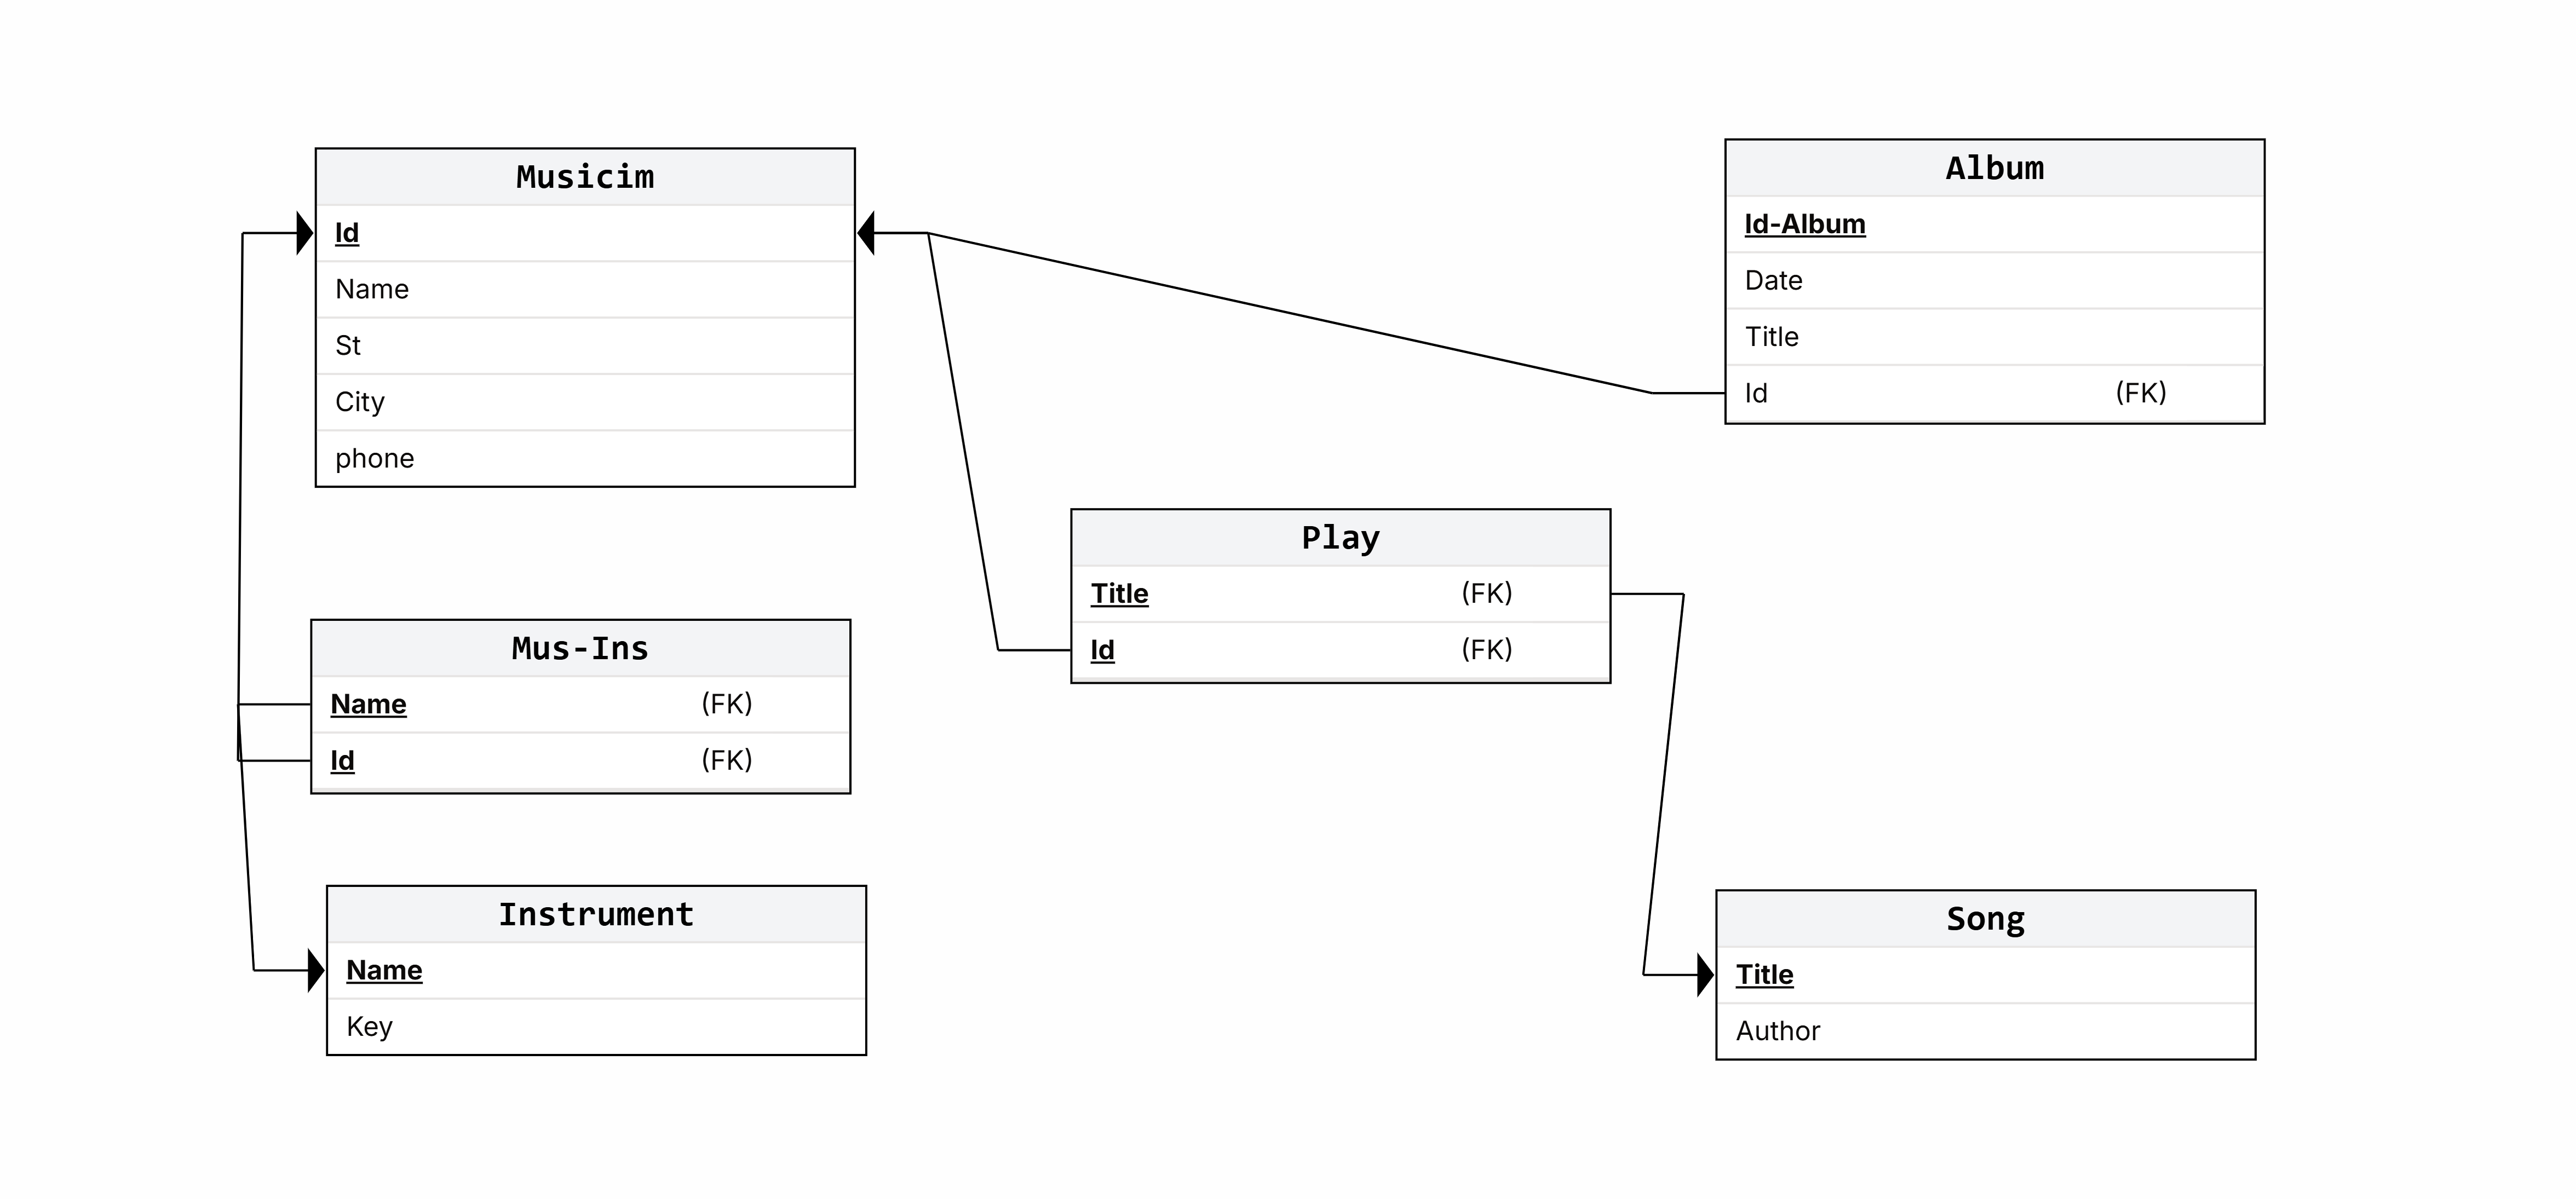 Musicim
Id
Name
St
City
phone
Album
Id-Album
Date
Title
Id (FK)
Play
Title (FK)
Id (FK)
Mus-Ins
Name (FK)
Id (FK)
Instrument
Name
Key
Song
Title
Author